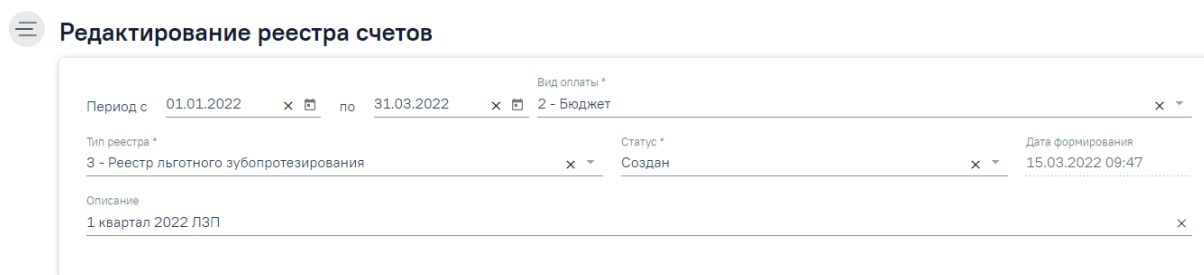 Редактирование реестра счетов
Вид оплаты *
Период с 01.01.2022 по 31.03.2022 2 - Бюджет
Тип реестра * Статус * Дата формирования
3 - Реестр льготного зубопротезирования Создан 15.03.2022 09:47
Описание
1 квартал 2022 ЛЗП